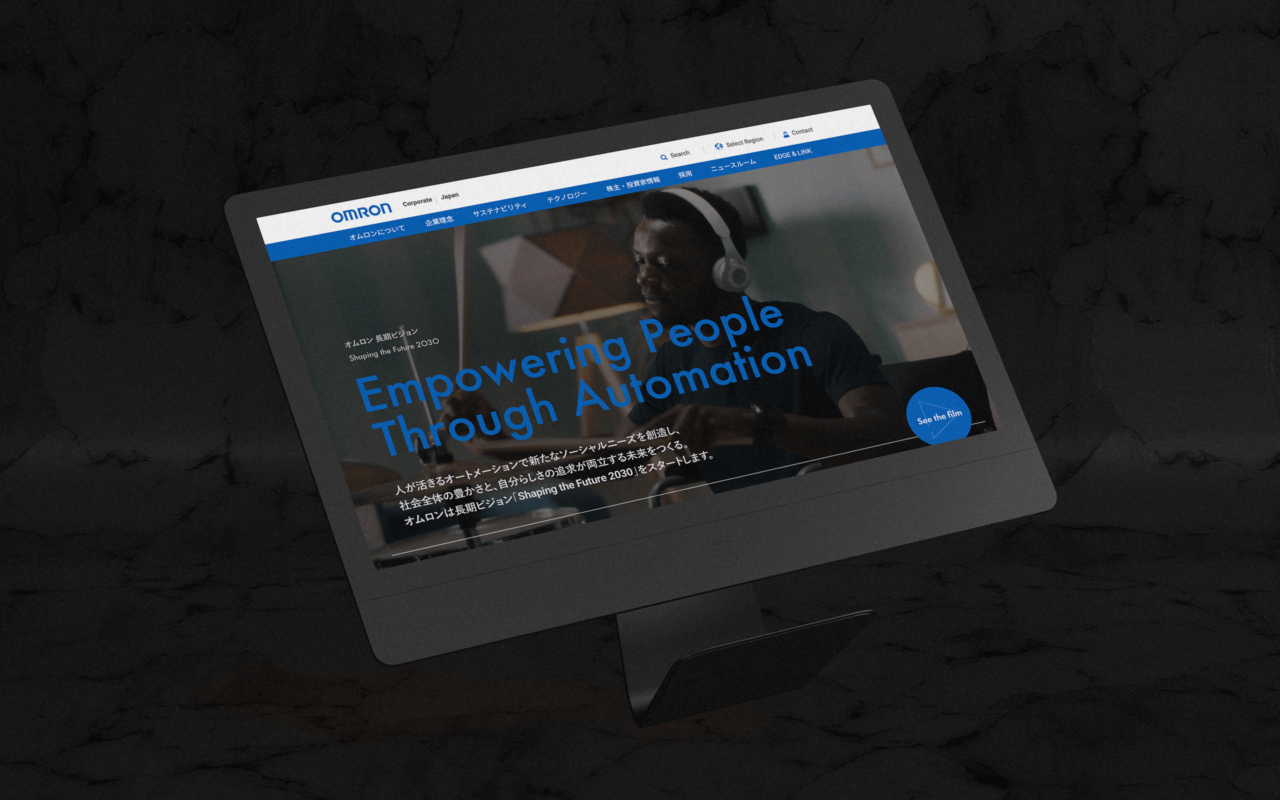 OMRON
Corporate
Japan
Search
Select Region
Contact
オムロンについて
企業理念
サステナビリティ
テクノロジー
株主・投資家情報
採用
ニュースルーム
EDGE & LINK
オムロン 長期ビジョン
Shaping the Future 2030
Empowering People
Through Automation
人が活きるオートメーションで新たなソーシャルニーズを創造し、
社会全体の豊かさと、自分らしさの追求が両立する未来をつくる。
オムロンは長期ビジョン「Shaping the Future 2030」をスタートします。
See the film